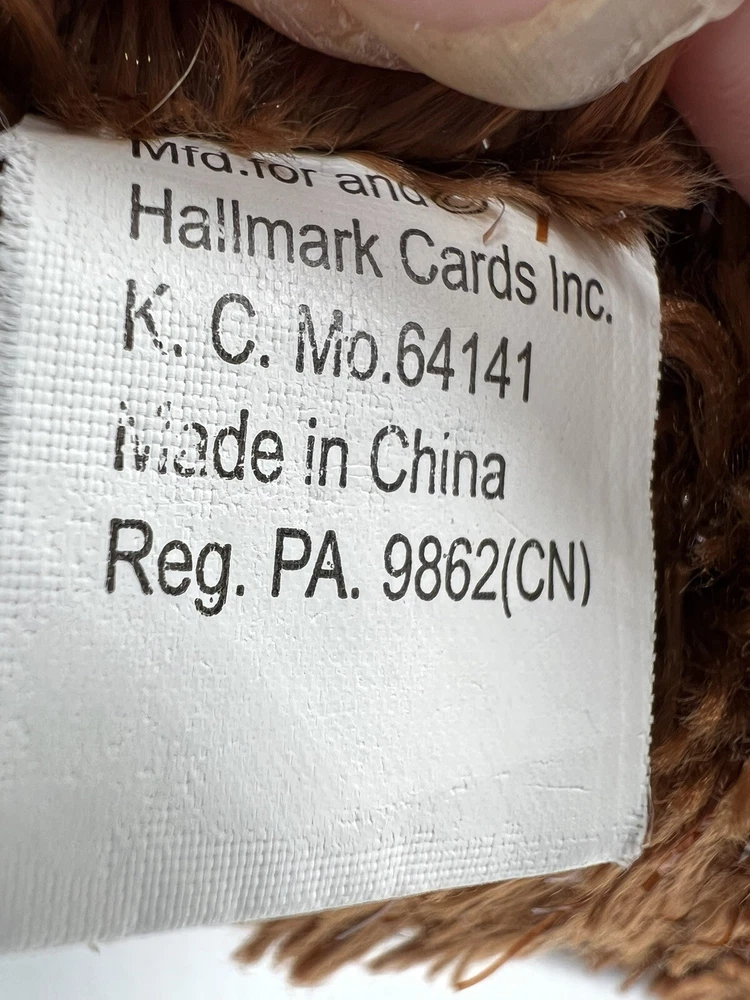 Mfd.for and ©
Hallmark Cards Inc.
K. C. Mo.64141
Made in China
Reg. PA. 9862(CN)